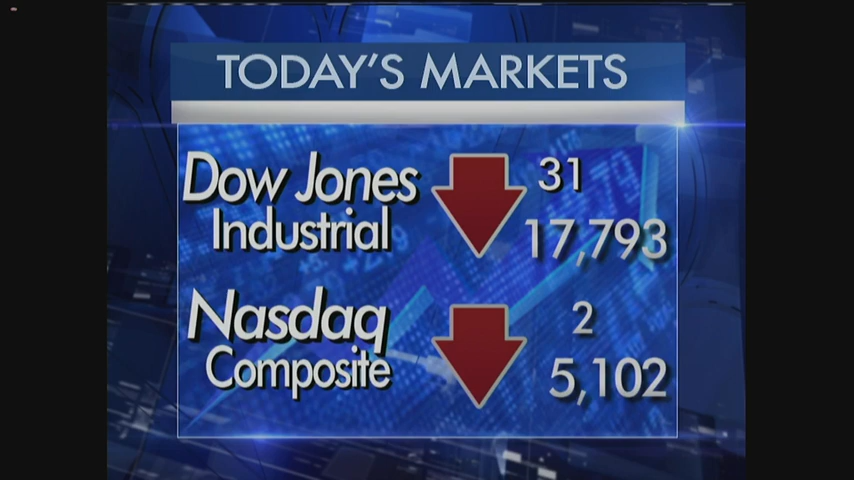 TODAY'S MARKETS
Dow Jones
Industrial
31
17,793
Nasdaq
Composite
2
5,102